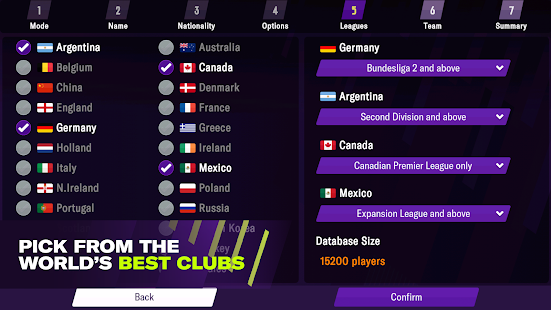 1 2 3 4 5 6 7
Mode Name Nationality Options Leagues Team Summary
Argentina
Belgium
China
England
Germany
Holland
Italy
N.Ireland
Portugal
Australia
Canada
Denmark
France
Greece
Ireland
Mexico
Poland
Russia
Korea
Germany
Bundesliga 2 and above
Argentina
Second Division and above
Canada
Canadian Premier League only
Mexico
Expansion League and above
Database Size
15200 players
PICK FROM THE
WORLD'S BEST CLUBS
Back
Confirm